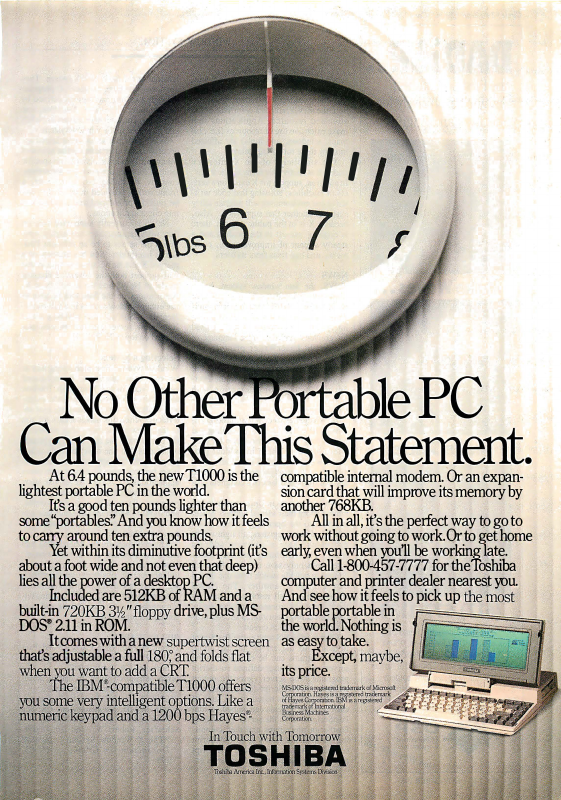 5lbs 6 7 8
No Other Portable PC
Can Make This Statement.
At 6.4 pounds, the new T1000 is the
lightest portable PC in the world.
It's a good ten pounds lighter than
some “portables.” And you know how it feels
to carry around ten extra pounds.
Yet within its diminutive footprint (it's
about a foot wide and not even that deep)
lies all the power of a desktop PC.
Included are 512KB of RAM and a
built-in 720KB 3½″ floppy drive, plus MS-
DOS® 2.11 in ROM.
It comes with a new supertwist screen
that's adjustable a full 180°, and folds flat
when you want to add a CRT.
The IBM®-compatible T1000 offers
you some very intelligent options. Like a
numeric keypad and a 1200 bps Hayes®-
compatible internal modem. Or an expan-
sion card that will improve its memory by
another 768KB.
All in all, it's the perfect way to go to
work without going to work. Or to get home
early, even when you'll be working late.
Call 1-800-457-7777 for the Toshiba
computer and printer dealer nearest you.
And see how it feels to pick up the most
portable portable in
the world. Nothing is
as easy to take.
Except, maybe,
its price.
MS-DOS is a registered trademark of Microsoft
Corporation. Hayes is a registered trademark
of Hayes Corporation. IBM is a registered
trademark of International
Business Machines
Corporation.
In Touch with Tomorrow
TOSHIBA
Toshiba America Inc., Information Systems Division